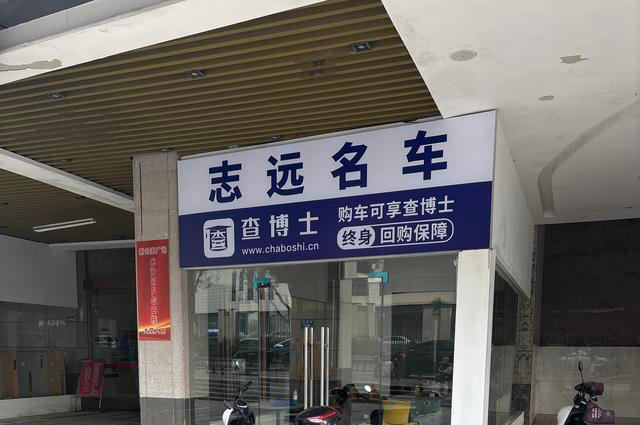 志远名车
查
查博士
www.chaboshi.cn
购车可享查博士
终身 回购保障